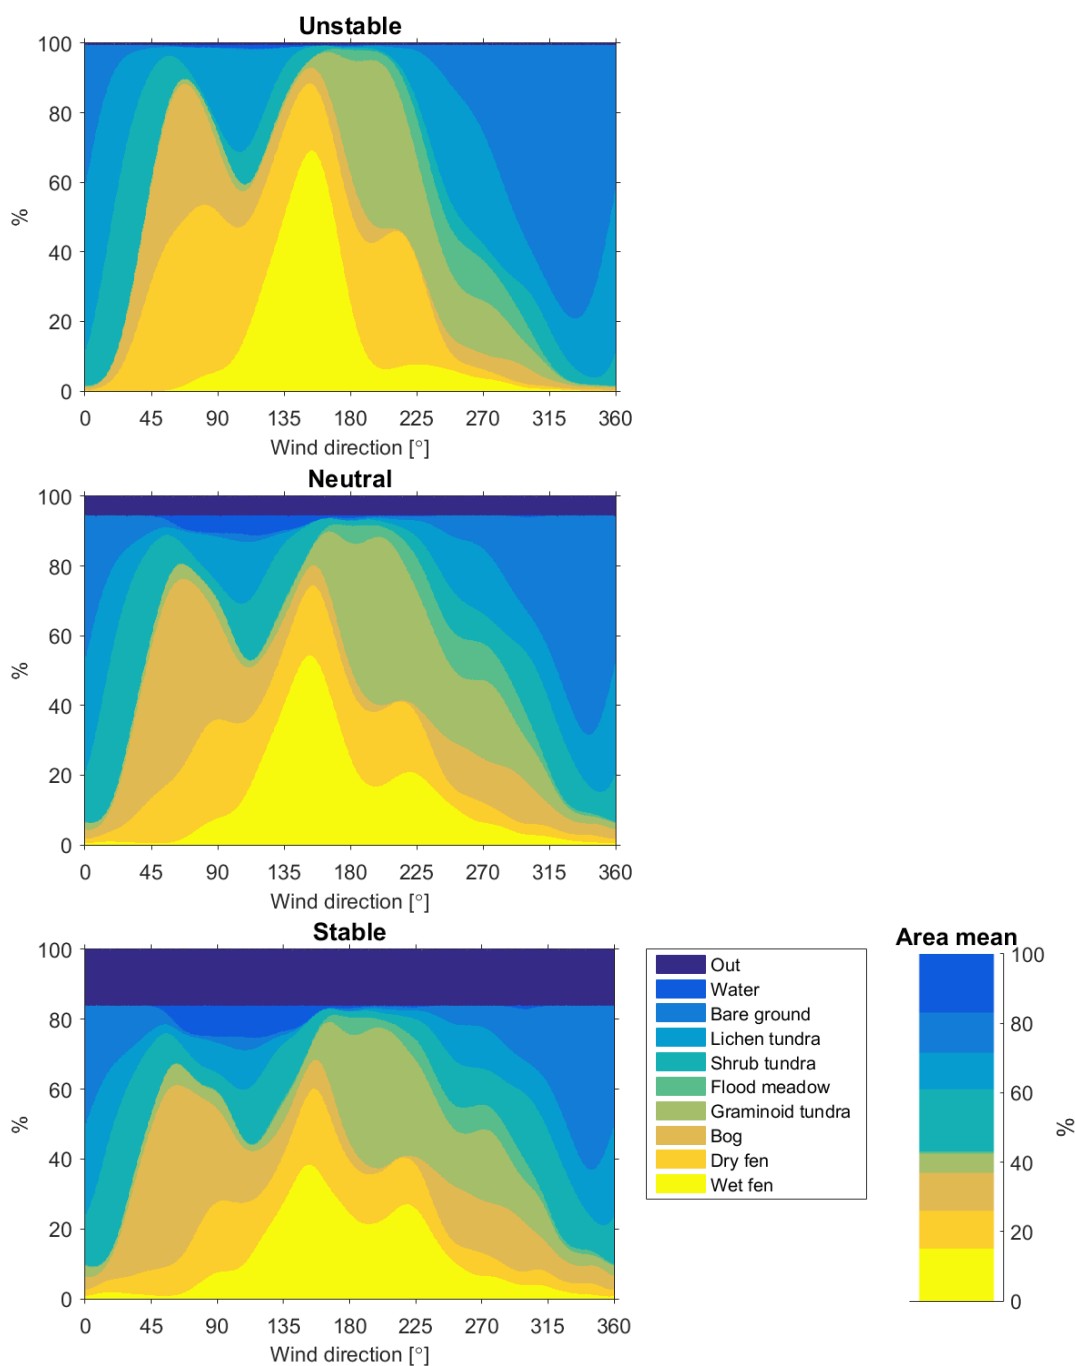 Unstable
100
80
60
40
20
0
%
0 45 90 135 180 225 270 315 360
Wind direction [°]
Neutral
100
80
60
40
20
0
%
0 45 90 135 180 225 270 315 360
Wind direction [°]
Stable
100
80
60
40
20
0
%
0 45 90 135 180 225 270 315 360
Wind direction [°]
Out
Water
Bare ground
Lichen tundra
Shrub tundra
Flood meadow
Graminoid tundra
Bog
Dry fen
Wet fen
Area mean
100
80
60
40
20
0
%